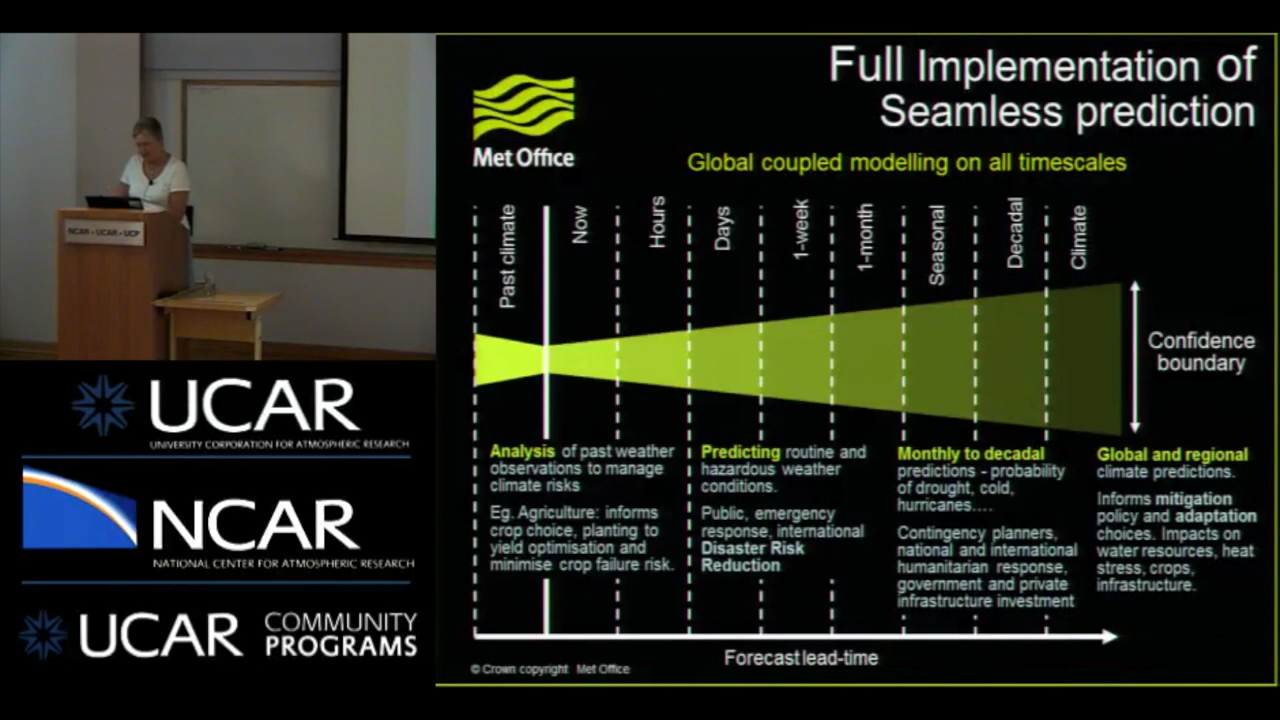 NCAR • UCAR • UCP
UCAR
UNIVERSITY CORPORATION FOR ATMOSPHERIC RESEARCH
NCAR
NATIONAL CENTER FOR ATMOSPHERIC RESEARCH
UCAR COMMUNITY
PROGRAMS
Met Office
Full Implementation of
Seamless prediction
Global coupled modelling on all timescales
Past climate
Now
Hours
Days
1-week
1-month
Seasonal
Decadal
Climate
Confidence
boundary
Analysis of past weather
observations to manage
climate risks
Eg. Agriculture: informs
crop choice, planting to
yield optimisation and
minimise crop failure risk.
Predicting routine and
hazardous weather
conditions.
Public, emergency
response, international
Disaster Risk
Reduction
Monthly to decadal
predictions - probability
of drought, cold,
hurricanes....
Contingency planners,
national and international
humanitarian response,
government and private
infrastructure investment
Global and regional
climate predictions.
Informs mitigation
policy and adaptation
choices. Impacts on
water resources, heat
stress, crops,
infrastructure.
Forecast lead-time
© Crown copyright Met Office